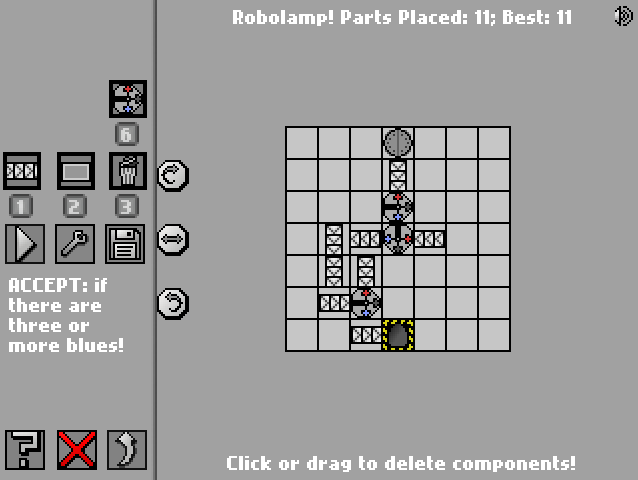 Robolamp! Parts Placed: 11; Best: 11
6
1 2 3
ACCEPT: if
there are
three or
more blues!
Click or drag to delete components!